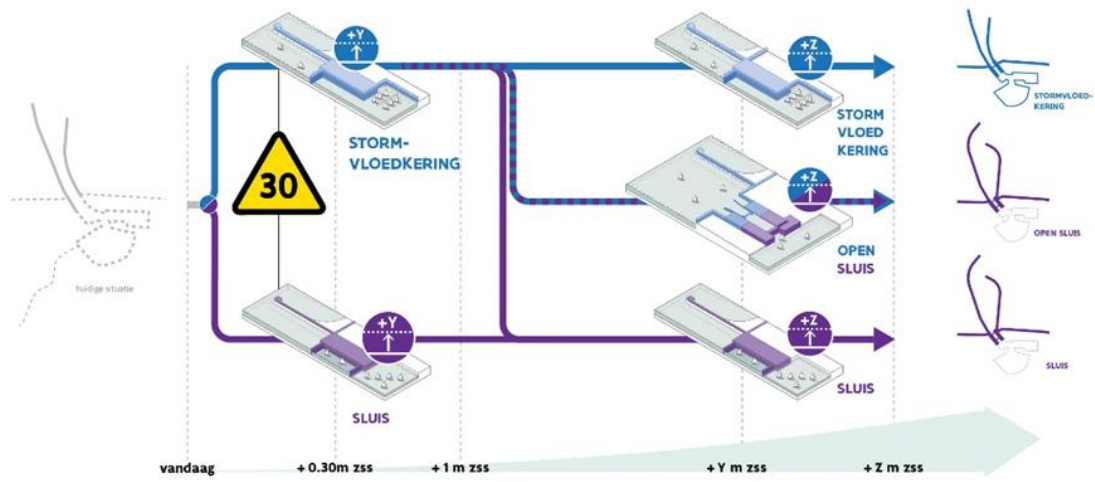 +Y
+Z
STORM-
VLOEDKERING
STORM
VLOED
KERING
STORMVLOED-
KERING
30
+Z
huidige situatie
OPEN
SLUIS
OPEN SLUIS
+Y
+Z
SLUIS
SLUIS
SLUIS
vandaag
+ 0.30m zss
+ 1 m zss
+ Y m zss
+ Z m zss